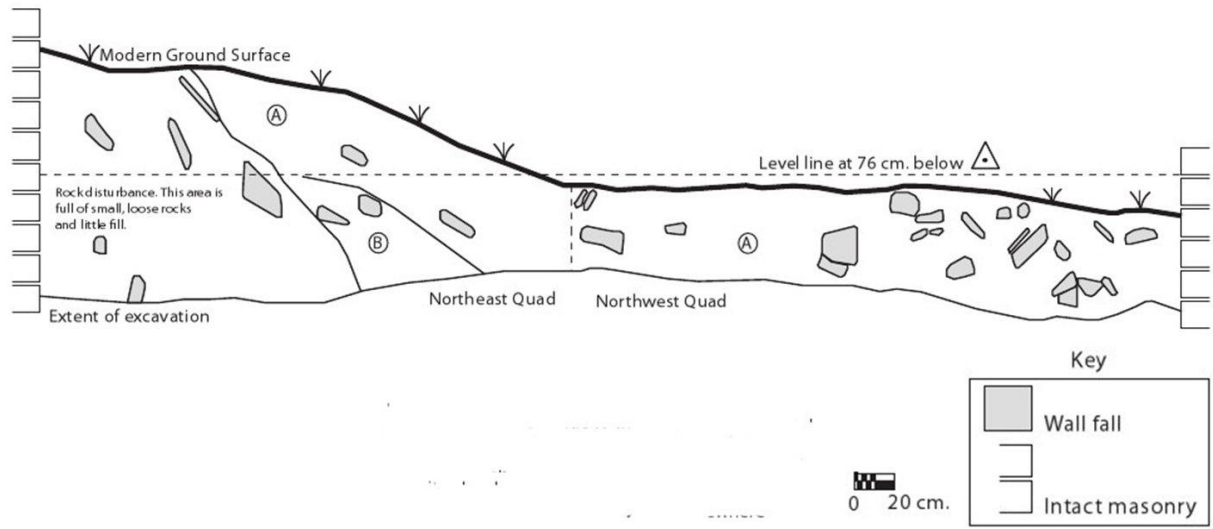 Modern Ground Surface
A
Level line at 76 cm. below
Rock disturbance. This area is
full of small, loose rocks
and little fill.
B
A
Northeast Quad
Northwest Quad
Extent of excavation
Key
Wall fall
Intact masonry
0 20 cm.